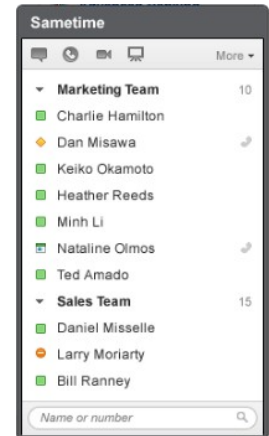 Sametime
More
Marketing Team 10
Charlie Hamilton
Dan Misawa
Keiko Okamoto
Heather Reeds
Minh Li
Nataline Olmos
Ted Amado
Sales Team 15
Daniel Misselle
Larry Moriarty
Bill Ranney
Name or number